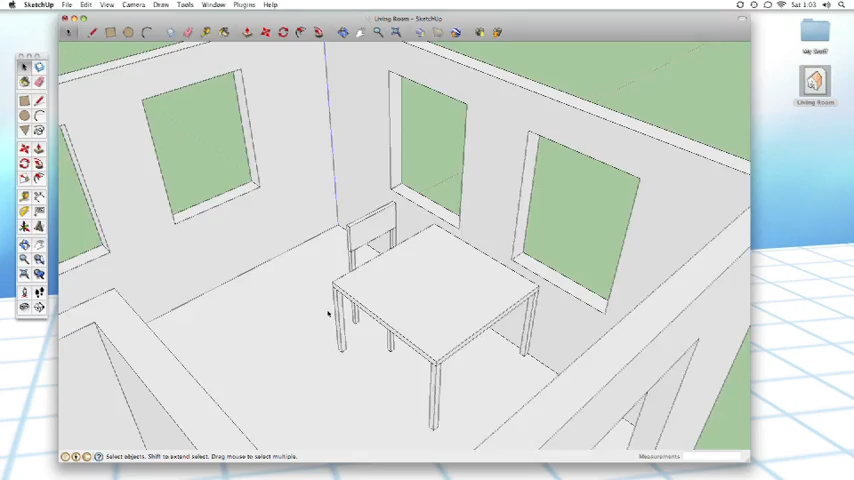 SketchUp File Edit View Camera Draw Tools Window Plugins Help
Sat 1:03
Living Room - SketchUp
My Stuff
Living Room
Select objects. Shift to extend select. Drag mouse to select multiple.
Measurements